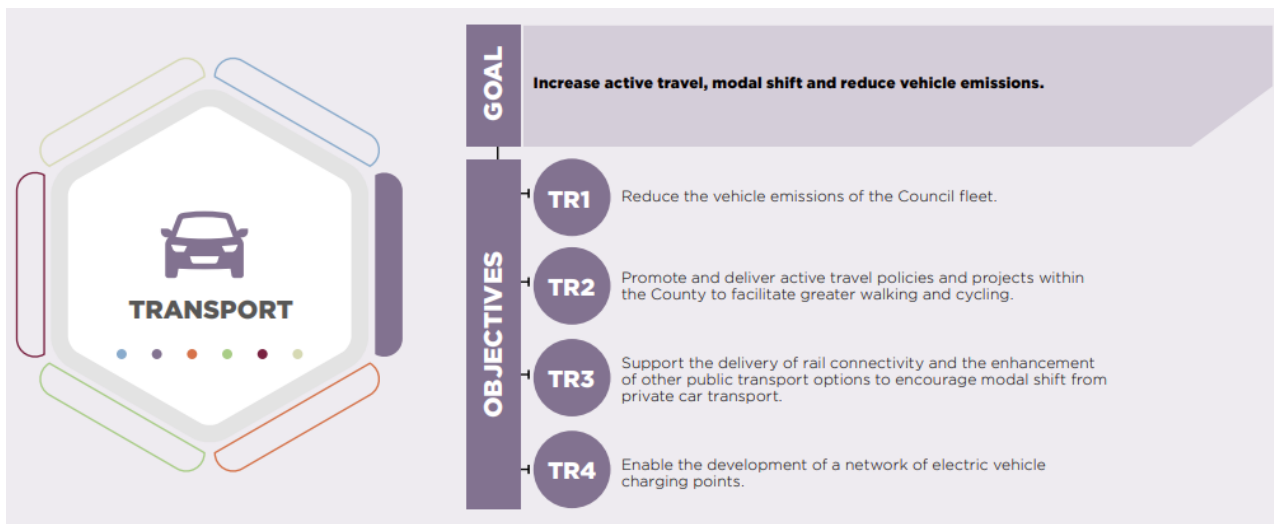 GOAL
Increase active travel, modal shift and reduce vehicle emissions.
TRANSPORT
OBJECTIVES
TR1
Reduce the vehicle emissions of the Council fleet.
TR2
Promote and deliver active travel policies and projects within
the County to facilitate greater walking and cycling.
TR3
Support the delivery of rail connectivity and the enhancement
of other public transport options to encourage modal shift from
private car transport.
TR4
Enable the development of a network of electric vehicle
charging points.